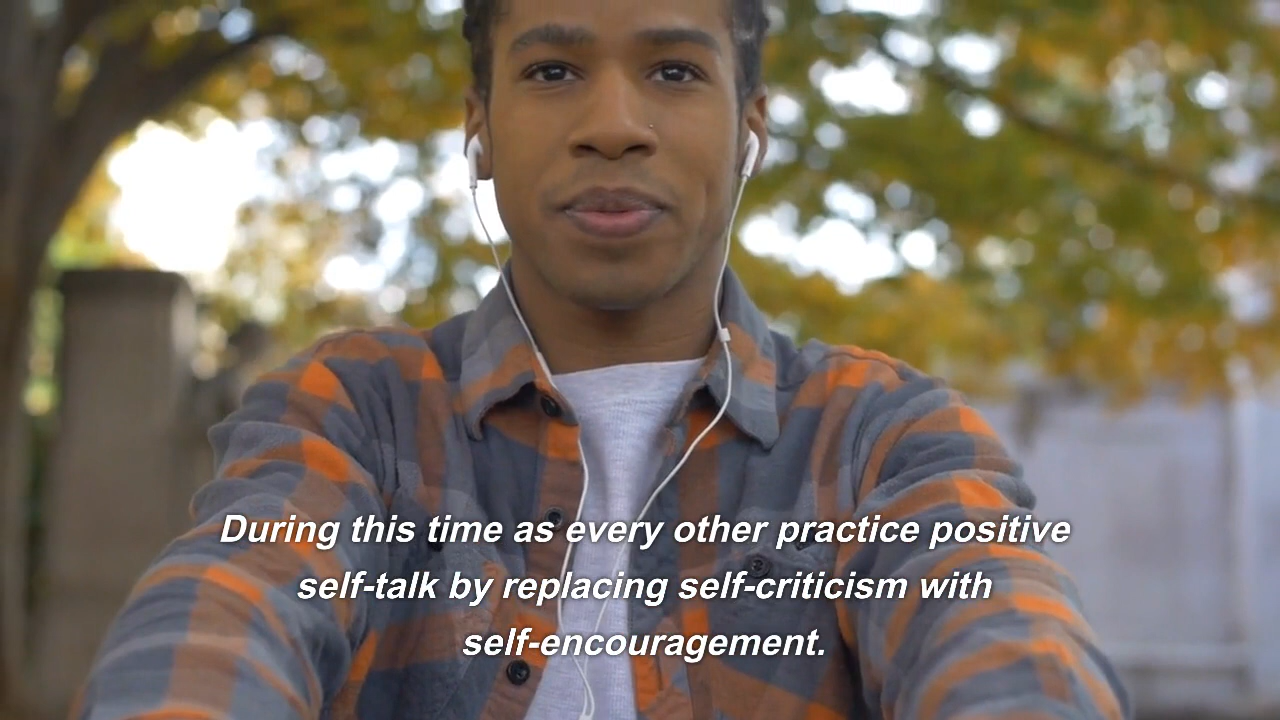 During this time as every other practice positive
self-talk by replacing self-criticism with
self-encouragement.